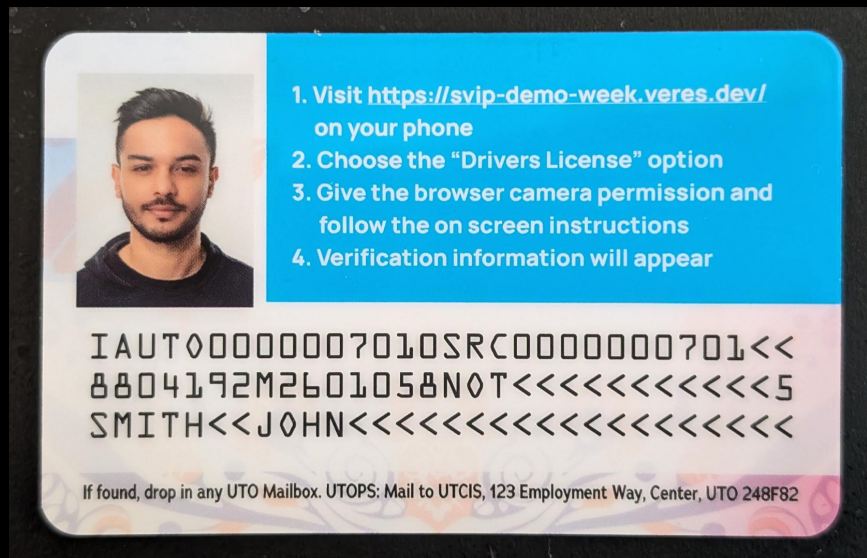 1. Visit https://svip-demo-week.veres.dev/
on your phone
2. Choose the “Drivers License” option
3. Give the browser camera permission and
follow the on screen instructions
4. Verification information will appear
IAUTO0000007010SRC0000000701<<
8804192M2601058NOT<<<<<<<<<<<5
SMITH<<JOHN<<<<<<<<<<<<<<<<<<<
If found, drop in any UTO Mailbox. UTOPS: Mail to UTCIS, 123 Employment Way, Center, UTO 248F82